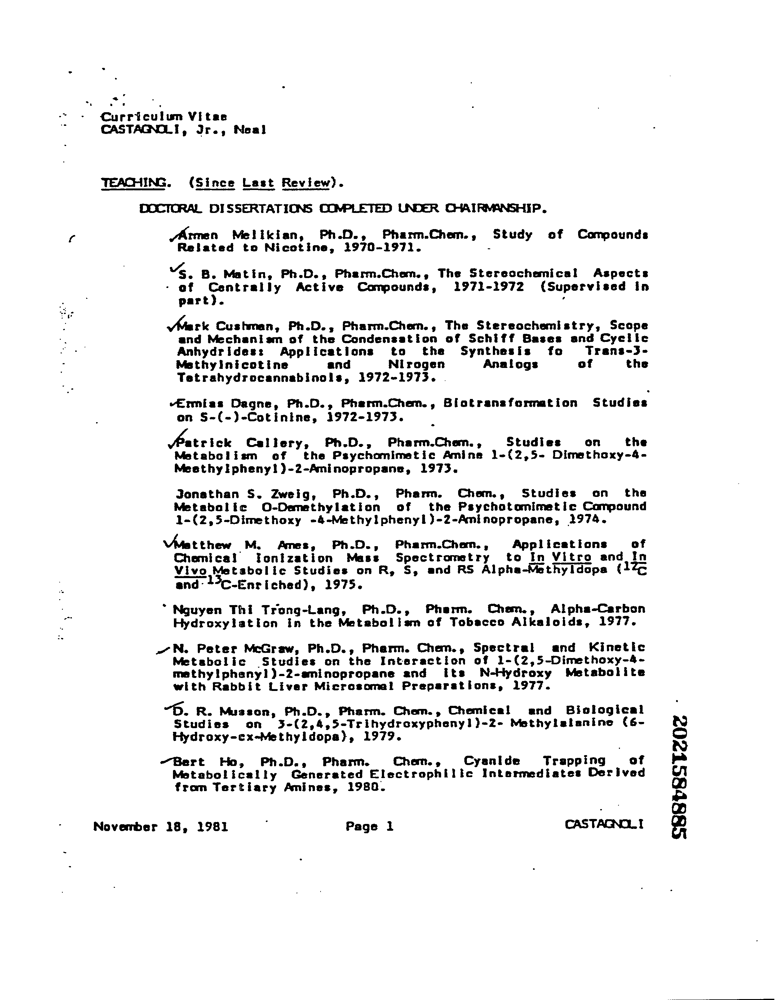 Curriculum Vitae
CASTAGNOLI, Jr., Neal
TEACHING. (Since Last Review).
DOCTORAL DISSERTATIONS COMPLETED UNDER CHAIRMANSHIP.
Armen Melikian, Ph.D., Pharm.Chem., Study of Compounds
Related to Nicotine, 1970-1971.
S. B. Matin, Ph.D., Pharm.Chem., The Stereochemical Aspects
of Centrally Active Compounds, 1971-1972 (Supervised in
part).
Mark Cushman, Ph.D., Pharm.Chem., The Stereochemistry, Scope
and Mechanism of the Condensation of Schiff Bases and Cyclic
Anhydrides: Applications to the Synthesis fo Trans-3-
Methylnicotine and Nirogen Analogs of the
Tetrahydrocannabinols, 1972-1973.
Ermias Dagne, Ph.D., Pharm.Chem., Biotransformation Studies
on S-(-)-Cotinine, 1972-1973.
Patrick Callery, Ph.D., Pharm.Chem., Studies on the
Metabolism of the Psychomimetic Amine 1-(2,5- Dimethoxy-4-
Meethylphenyl)-2-Aminopropane, 1973.
Jonathan S. Zweig, Ph.D., Pharm. Chem., Studies on the
Metabolic O-Demethylation of the Psychotomimetic Compound
1-(2,5-Dimethoxy -4-Methylphenyl)-2-Aminopropane, 1974.
Matthew M. Ames, Ph.D., Pharm.Chem., Applications of
Chemical Ionization Mass Spectrometry to In Vitro and In
Vivo Metabolic Studies on R, S, and RS Alpha-Methyldopa (12C
and 13C-Enriched), 1975.
Nguyen Thi Trong-Lang, Ph.D., Pharm. Chem., Alpha-Carbon
Hydroxylation in the Metabolism of Tobacco Alkaloids, 1977.
N. Peter McGraw, Ph.D., Pharm. Chem., Spectral and Kinetic
Metabolic Studies on the Interaction of 1-(2,5-Dimethoxy-4-
methylphenyl)-2-aminopropane and its N-Hydroxy Metabolite
with Rabbit Liver Microsomal Preparations, 1977.
D. R. Musson, Ph.D., Pharm. Chem., Chemical and Biological
Studies on 3-(2,4,5-Trihydroxyphenyl)-2- Methylalanine (6-
Hydroxy-cx-Methyldopa), 1979.
Bert Ho, Ph.D., Pharm. Chem., Cyanide Trapping of
Metabolically Generated Electrophilic Intermediates Derived
from Tertiary Amines, 1980.
November 18, 1981 Page 1 CASTAGNOLI
2021584885